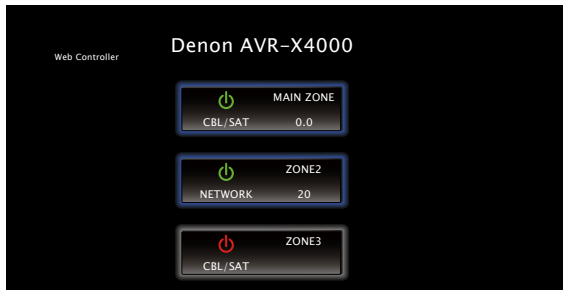 Denon AVR-X4000
Web Controller
MAIN ZONE
CBL/SAT 0.0
ZONE2
NETWORK 20
ZONE3
CBL/SAT